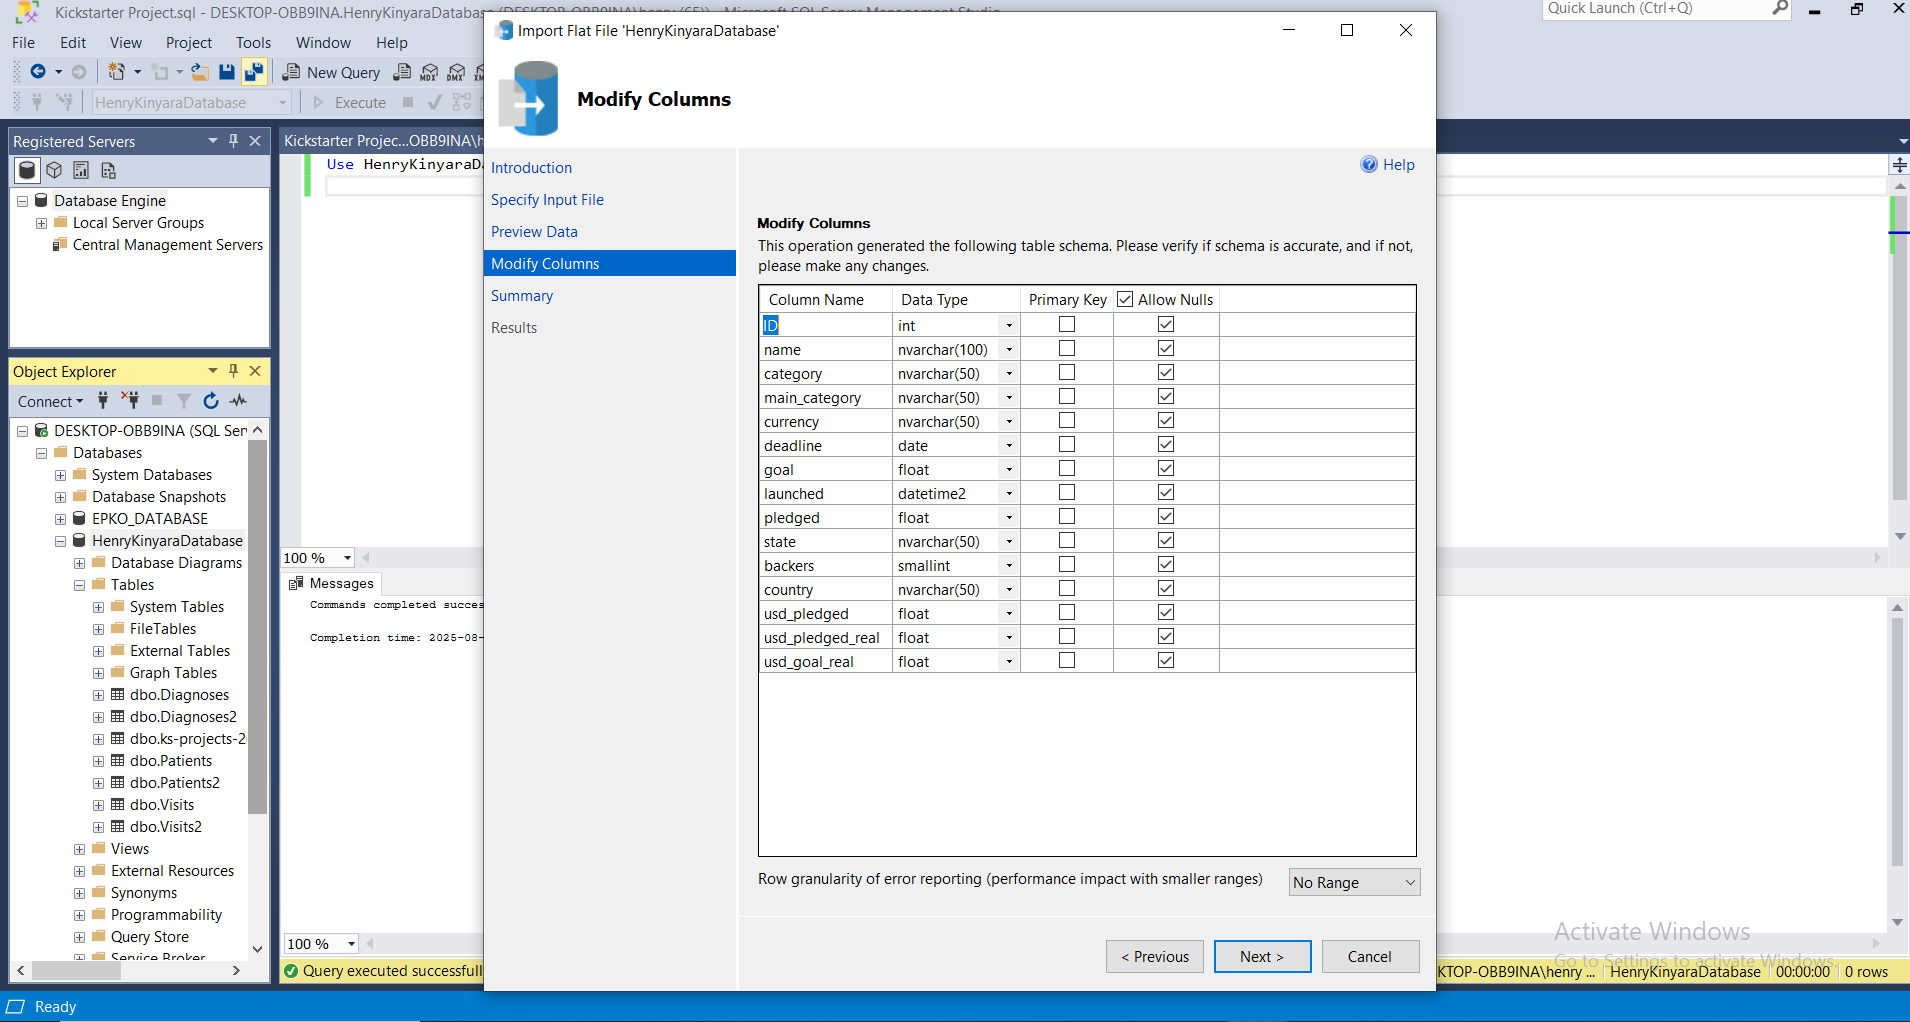 Kickstarter Project.sql - DESKTOP-OBB9INA.HenryKinyaraDatabase (DESKTOP-OBB9INA\henry (65)) - Microsoft SQL Server Management Studio
Quick Launch (Ctrl+Q)
File Edit View Project Tools Window Help
New Query
MDX DMX XM
HenryKinyaraDatabase Execute
Registered Servers
Database Engine
Local Server Groups
Central Management Servers
Object Explorer
Connect
DESKTOP-OBB9INA (SQL Ser
Databases
System Databases
Database Snapshots
EPKO_DATABASE
HenryKinyaraDatabase
Database Diagrams
Tables
System Tables
FileTables
External Tables
Graph Tables
dbo.Diagnoses
dbo.Diagnoses2
dbo.ks-projects-2
dbo.Patients
dbo.Patients2
dbo.Visits
dbo.Visits2
Views
External Resources
Synonyms
Programmability
Query Store
Service Broker
Kickstarter Projec...OBB9INA\h
Use HenryKinyaraDa
100 %
Messages
Commands completed succes
Completion time: 2025-08-
100 %
Query executed successfull
Import Flat File 'HenryKinyaraDatabase'
Modify Columns
Introduction
Specify Input File
Preview Data
Modify Columns
Summary
Results
Help
Modify Columns
This operation generated the following table schema. Please verify if schema is accurate, and if not,
please make any changes.
Column Name Data Type Primary Key Allow Nulls
ID int
name nvarchar(100)
category nvarchar(50)
main_category nvarchar(50)
currency nvarchar(50)
deadline date
goal float
launched datetime2
pledged float
state nvarchar(50)
backers smallint
country nvarchar(50)
usd_pledged float
usd_pledged_real float
usd_goal_real float
Row granularity of error reporting (performance impact with smaller ranges) No Range
< Previous Next > Cancel
Activate Windows
Go to Settings to activate Windows.
KTOP-OBB9INA\henry ... HenryKinyaraDatabase 00:00:00 0 rows
Ready